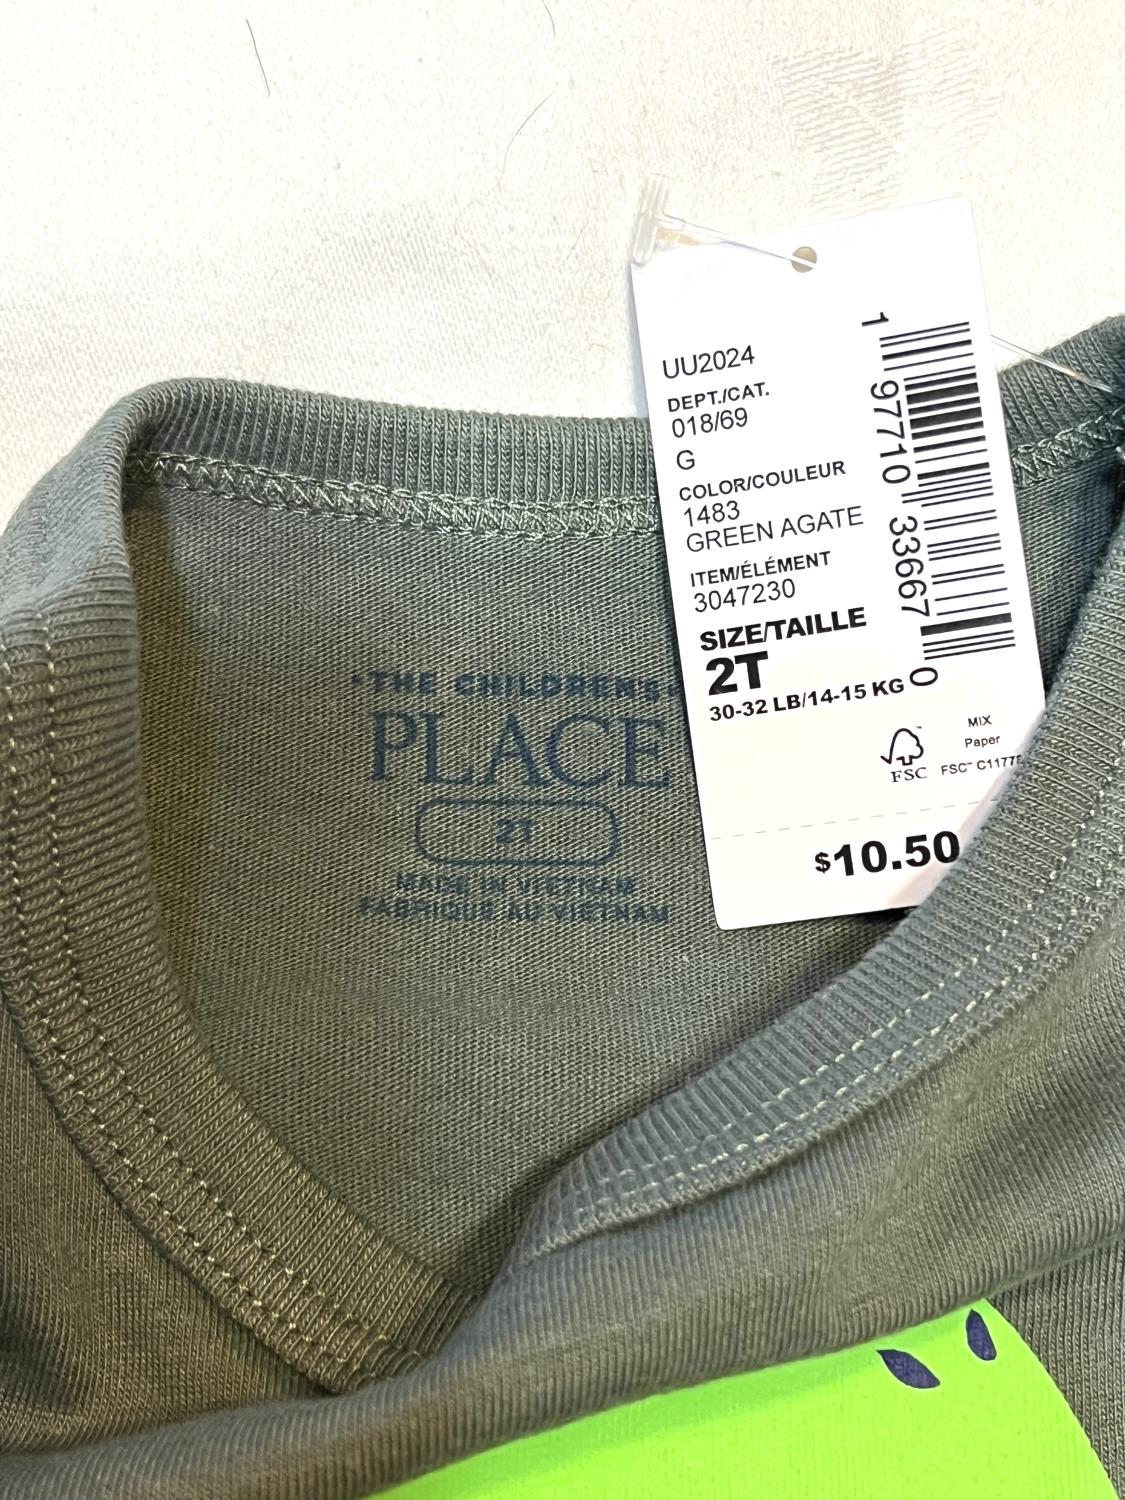 UU2024
DEPT./CAT.
018/69
G
COLOR/COULEUR
1483
GREEN AGATE
ITEM/ÉLÉMENT
3047230
SIZE/TAILLE
2T
30-32 LB/14-15 KG
1 97710 33667 0
FSC
MIX
Paper
$10.50
THE CHILDRENS
PLACE
2T
MADE IN VIETNAM
FABRIQUÉ AU VIETNAM